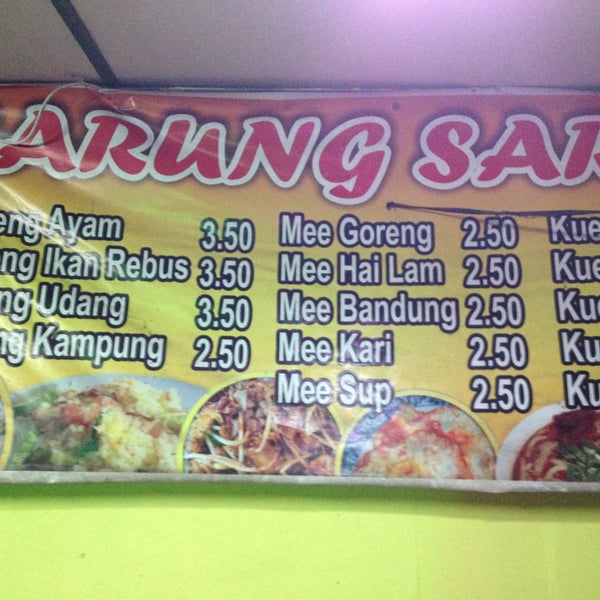 ARUNG SAR
eng Ayam 3.50
ng Ikan Rebus 3.50
ng Udang 3.50
ng Kampung 2.50
Mee Goreng 2.50
Mee Hai Lam 2.50
Mee Bandung 2.50
Mee Kari 2.50
Mee Sup 2.50
Kue
Kue
Kue
Ku
Ku